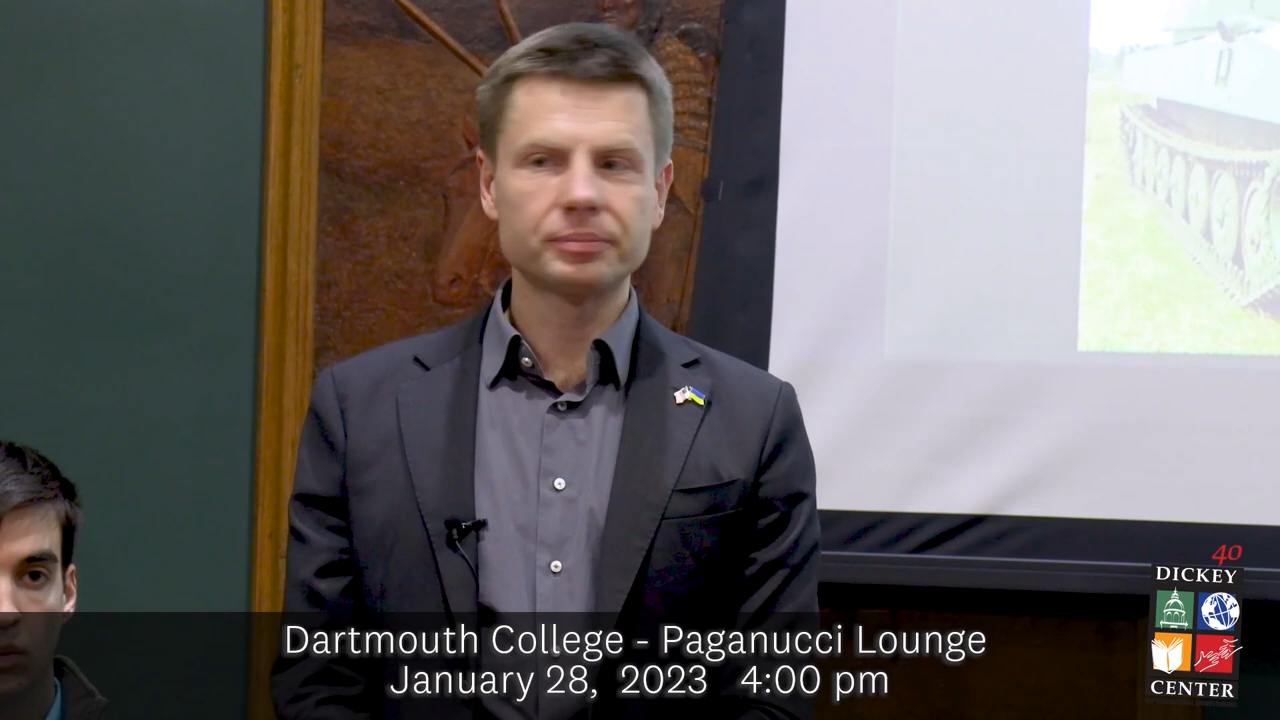 40
DICKEY
CENTER
Dartmouth College - Paganucci Lounge
January 28, 2023 4:00 pm